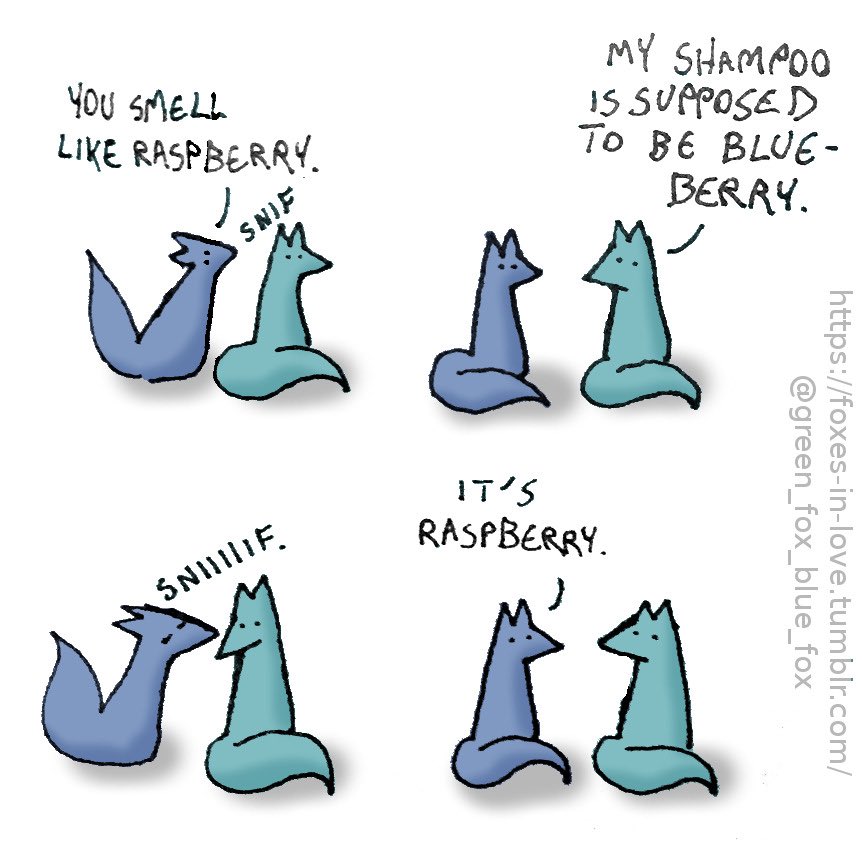 YOU SMELL
LIKE RASPBERRY.
SNIF
MY SHAMPOO
IS SUPPOSED
TO BE BLUE-
BERRY.
SNIIIIIF.
IT'S
RASPBERRY.
https://foxes-in-love.tumblr.com/
@green_fox_blue_fox